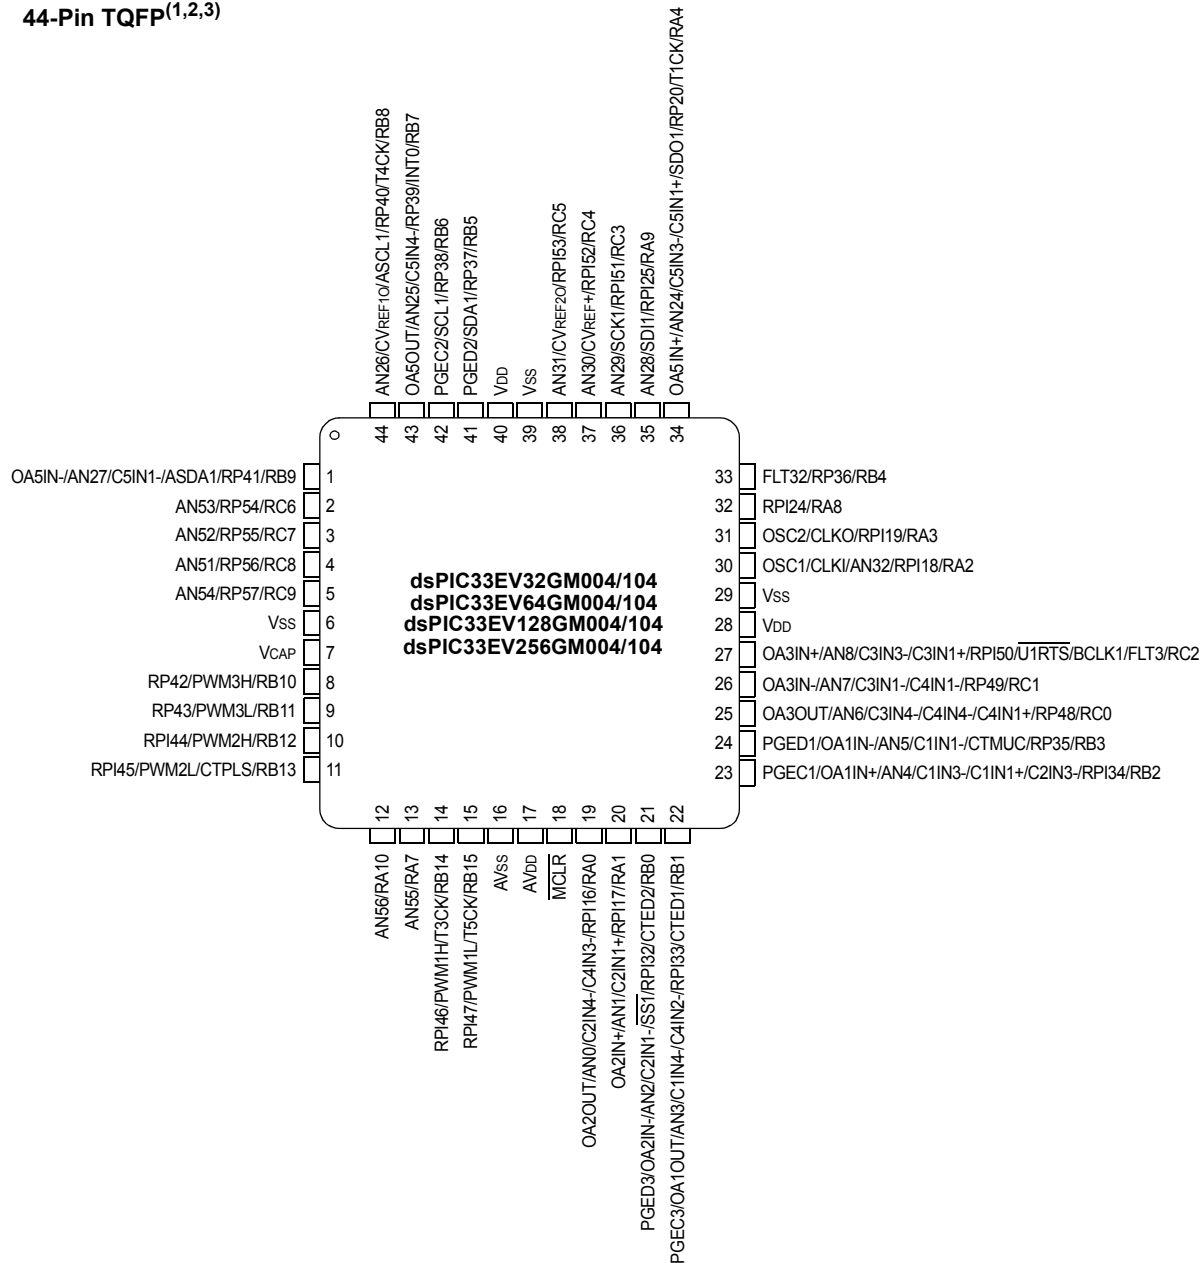 44-Pin TQFP(1,2,3)
AN26/CVREF1O/ASCL1/RP40/T4CK/RB8
OA5OUT/AN25/C5IN4-/RP39/INT0/RB7
PGEC2/SCL1/RP38/RB6
PGED2/SDA1/RP37/RB5
VDD
VSS
AN31/CVREF2O/RPI53/RC5
AN30/CVREF+/RPI52/RC4
AN29/SCK1/RPI51/RC3
AN28/SDI1/RPI25/RA9
OA5IN+/AN24/C5IN3-/C5IN1+/SDO1/RP20/T1CK/RA4
44 43 42 41 40 39 38 37 36 35 34
OA5IN-/AN27/C5IN1-/ASDA1/RP41/RB9 1
AN53/RP54/RC6 2
AN52/RP55/RC7 3
AN51/RP56/RC8 4
AN54/RP57/RC9 5
VSS 6
VCAP 7
RP42/PWM3H/RB10 8
RP43/PWM3L/RB11 9
RPI44/PWM2H/RB12 10
RPI45/PWM2L/CTPLS/RB13 11
dsPIC33EV32GM004/104
dsPIC33EV64GM004/104
dsPIC33EV128GM004/104
dsPIC33EV256GM004/104
33 FLT32/RP36/RB4
32 RPI24/RA8
31 OSC2/CLKO/RPI19/RA3
30 OSC1/CLKI/AN32/RPI18/RA2
29 VSS
28 VDD
27 OA3IN+/AN8/C3IN3-/C3IN1+/RPI50/U1RTS/BCLK1/FLT3/RC2
26 OA3IN-/AN7/C3IN1-/C4IN1-/RP49/RC1
25 OA3OUT/AN6/C3IN4-/C4IN4-/C4IN1+/RP48/RC0
24 PGED1/OA1IN-/AN5/C1IN1-/CTMUC/RP35/RB3
23 PGEC1/OA1IN+/AN4/C1IN3-/C1IN1+/C2IN3-/RPI34/RB2
12 13 14 15 16 17 18 19 20 21 22
AN56/RA10
AN55/RA7
RPI46/PWM1H/T3CK/RB14
RPI47/PWM1L/T5CK/RB15
AVSS
AVDD
MCLR
OA2OUT/AN0/C2IN4-/C4IN3-/RPI16/RA0
OA2IN+/AN1/C2IN1+/RPI17/RA1
PGED3/OA2IN-/AN2/C2IN1-/SS1/RPI32/CTED2/RB0
PGEC3/OA1OUT/AN3/C1IN4-/C4IN2-/RPI33/CTED1/RB1